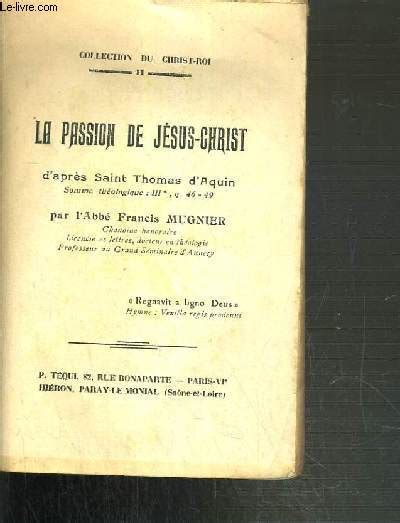 Le-livre.com
COLLECTION DU CHRIST-ROI
II
LA PASSION DE JÉSUS-CHRIST
d'après Saint Thomas d'Aquin
Somme théologique : IIIª, q. 46-49
par l'Abbé Francis MUGNIER
Chanoine honoraire
Licencié ès lettres, docteur en théologie
Professeur au Grand Séminaire d'Annecy
« Regnavit a ligno Deus »
Hymne : Vexilla regis prodeunt
P. TÉQUI, 82, RUE BONAPARTE — PARIS-VIᵉ
HIÉRON, PARAY-LE MONIAL (Saône-et-Loire)